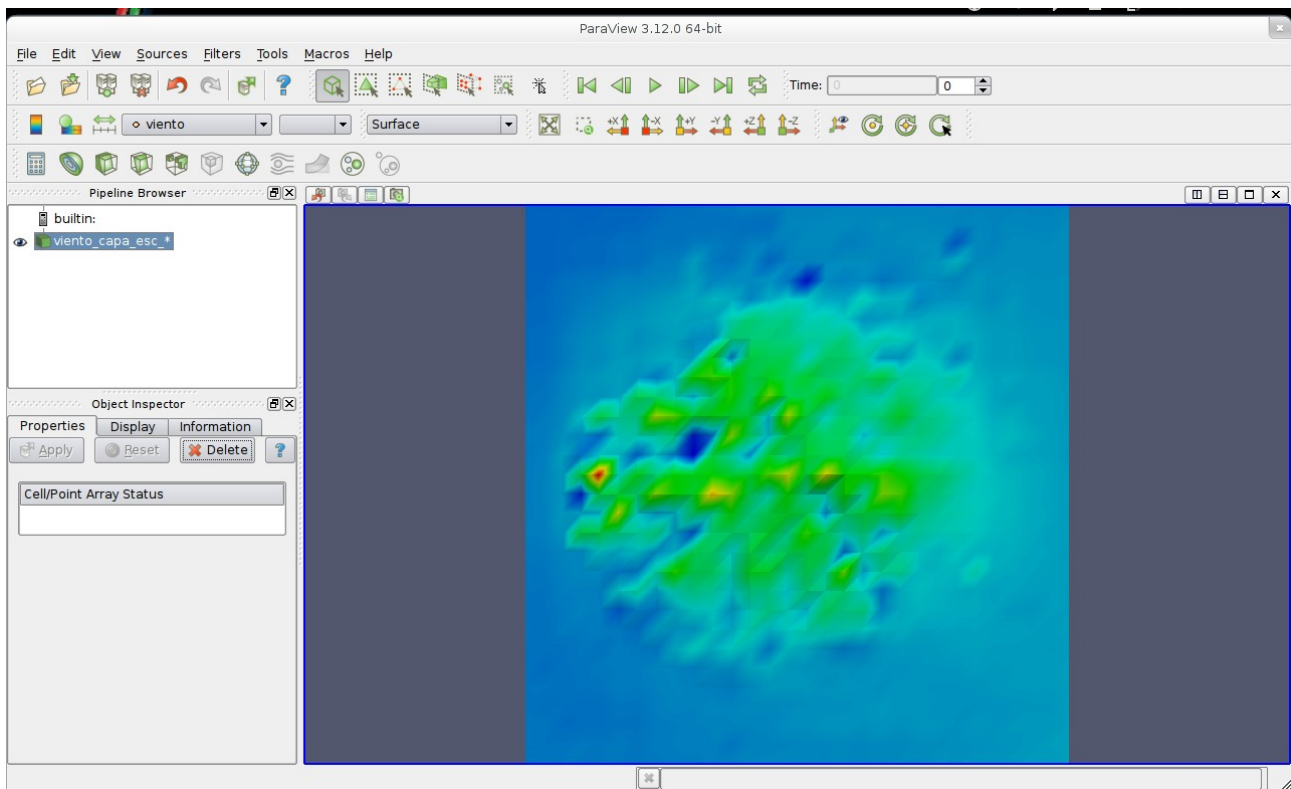 ParaView 3.12.0 64-bit
File Edit View Sources Filters Tools Macros Help
? Time: 0 0
viento Surface +X -X +Y -Y +Z -Z
Pipeline Browser
builtin:
viento_capa_esc_*
Object Inspector
Properties Display Information
Apply Reset Delete ?
Cell/Point Array Status